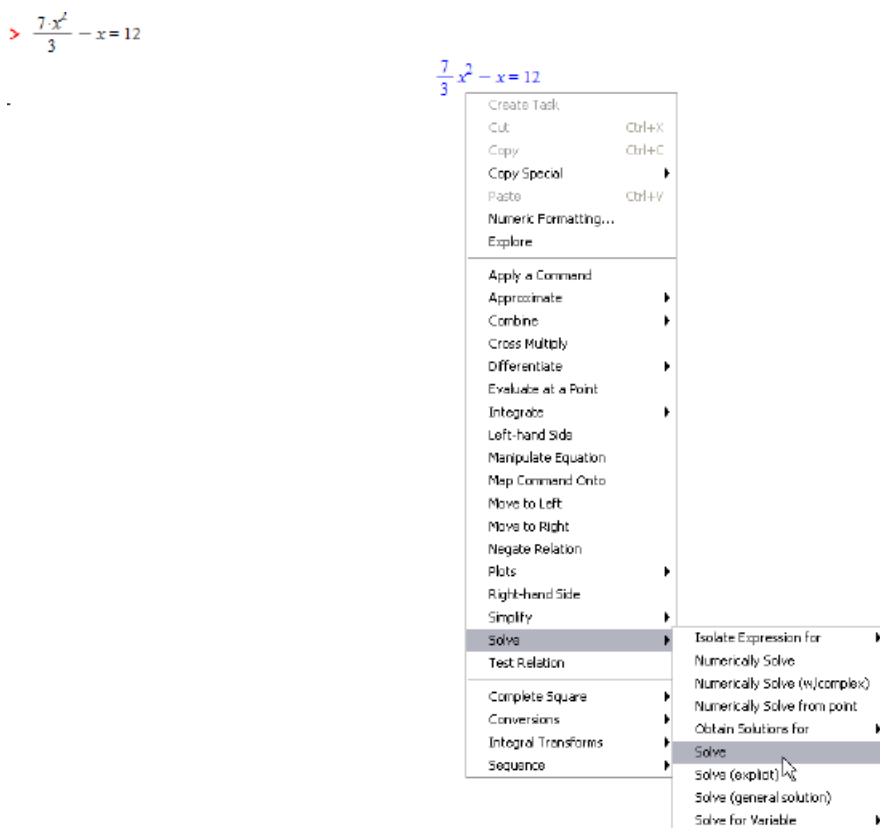 > 7·x²/3 − x = 12
7/3 x² − x = 12
Create Task
Cut Ctrl+X
Copy Ctrl+C
Copy Special
Paste Ctrl+V
Numeric Formatting...
Explore
Apply a Command
Approximate
Combine
Cross Multiply
Differentiate
Evaluate at a Point
Integrate
Left-hand Side
Manipulate Equation
Map Command Onto
Move to Left
Move to Right
Negate Relation
Plots
Right-hand Side
Simplify
Solve
Test Relation
Complete Square
Conversions
Integral Transforms
Sequence
Isolate Expression for
Numerically Solve
Numerically Solve (w/complex)
Numerically Solve from point
Obtain Solutions for
Solve
Solve (explicit)
Solve (general solution)
Solve for Variable